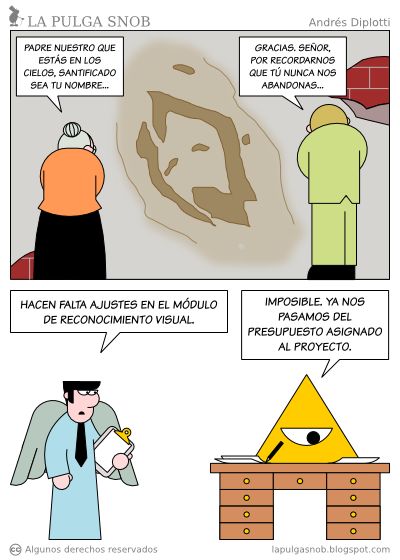 LA PULGA SNOB
Andrés Diplotti
PADRE NUESTRO QUE
ESTÁS EN LOS
CIELOS, SANTIFICADO
SEA TU NOMBRE...
GRACIAS, SEÑOR,
POR RECORDARNOS
QUE TÚ NUNCA NOS
ABANDONAS...
HACEN FALTA AJUSTES EN EL MÓDULO
DE RECONOCIMIENTO VISUAL.
IMPOSIBLE. YA NOS
PASAMOS DEL
PRESUPUESTO ASIGNADO
AL PROYECTO.
cc Algunos derechos reservados
lapulgasnob.blogspot.com